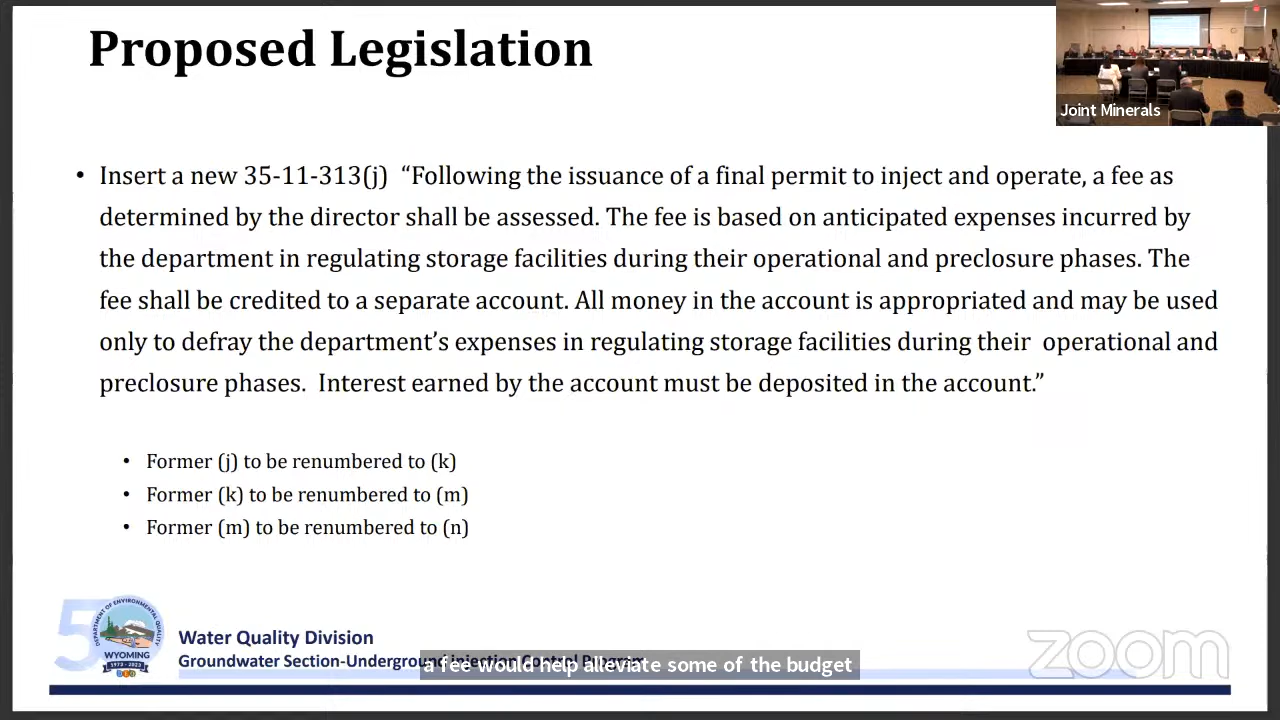 Proposed Legislation
Joint Minerals
• Insert a new 35-11-313(j) “Following the issuance of a final permit to inject and operate, a fee as
determined by the director shall be assessed. The fee is based on anticipated expenses incurred by
the department in regulating storage facilities during their operational and preclosure phases. The
fee shall be credited to a separate account. All money in the account is appropriated and may be used
only to defray the department’s expenses in regulating storage facilities during their operational and
preclosure phases. Interest earned by the account must be deposited in the account.”
• Former (j) to be renumbered to (k)
• Former (k) to be renumbered to (m)
• Former (m) to be renumbered to (n)
50
DEPARTMENT OF ENVIRONMENTAL QUALITY
WYOMING
1973 - 2023
DEQ
Water Quality Division
Groundwater Section-Underground
a fee would help alleviate some of the budget
zoom